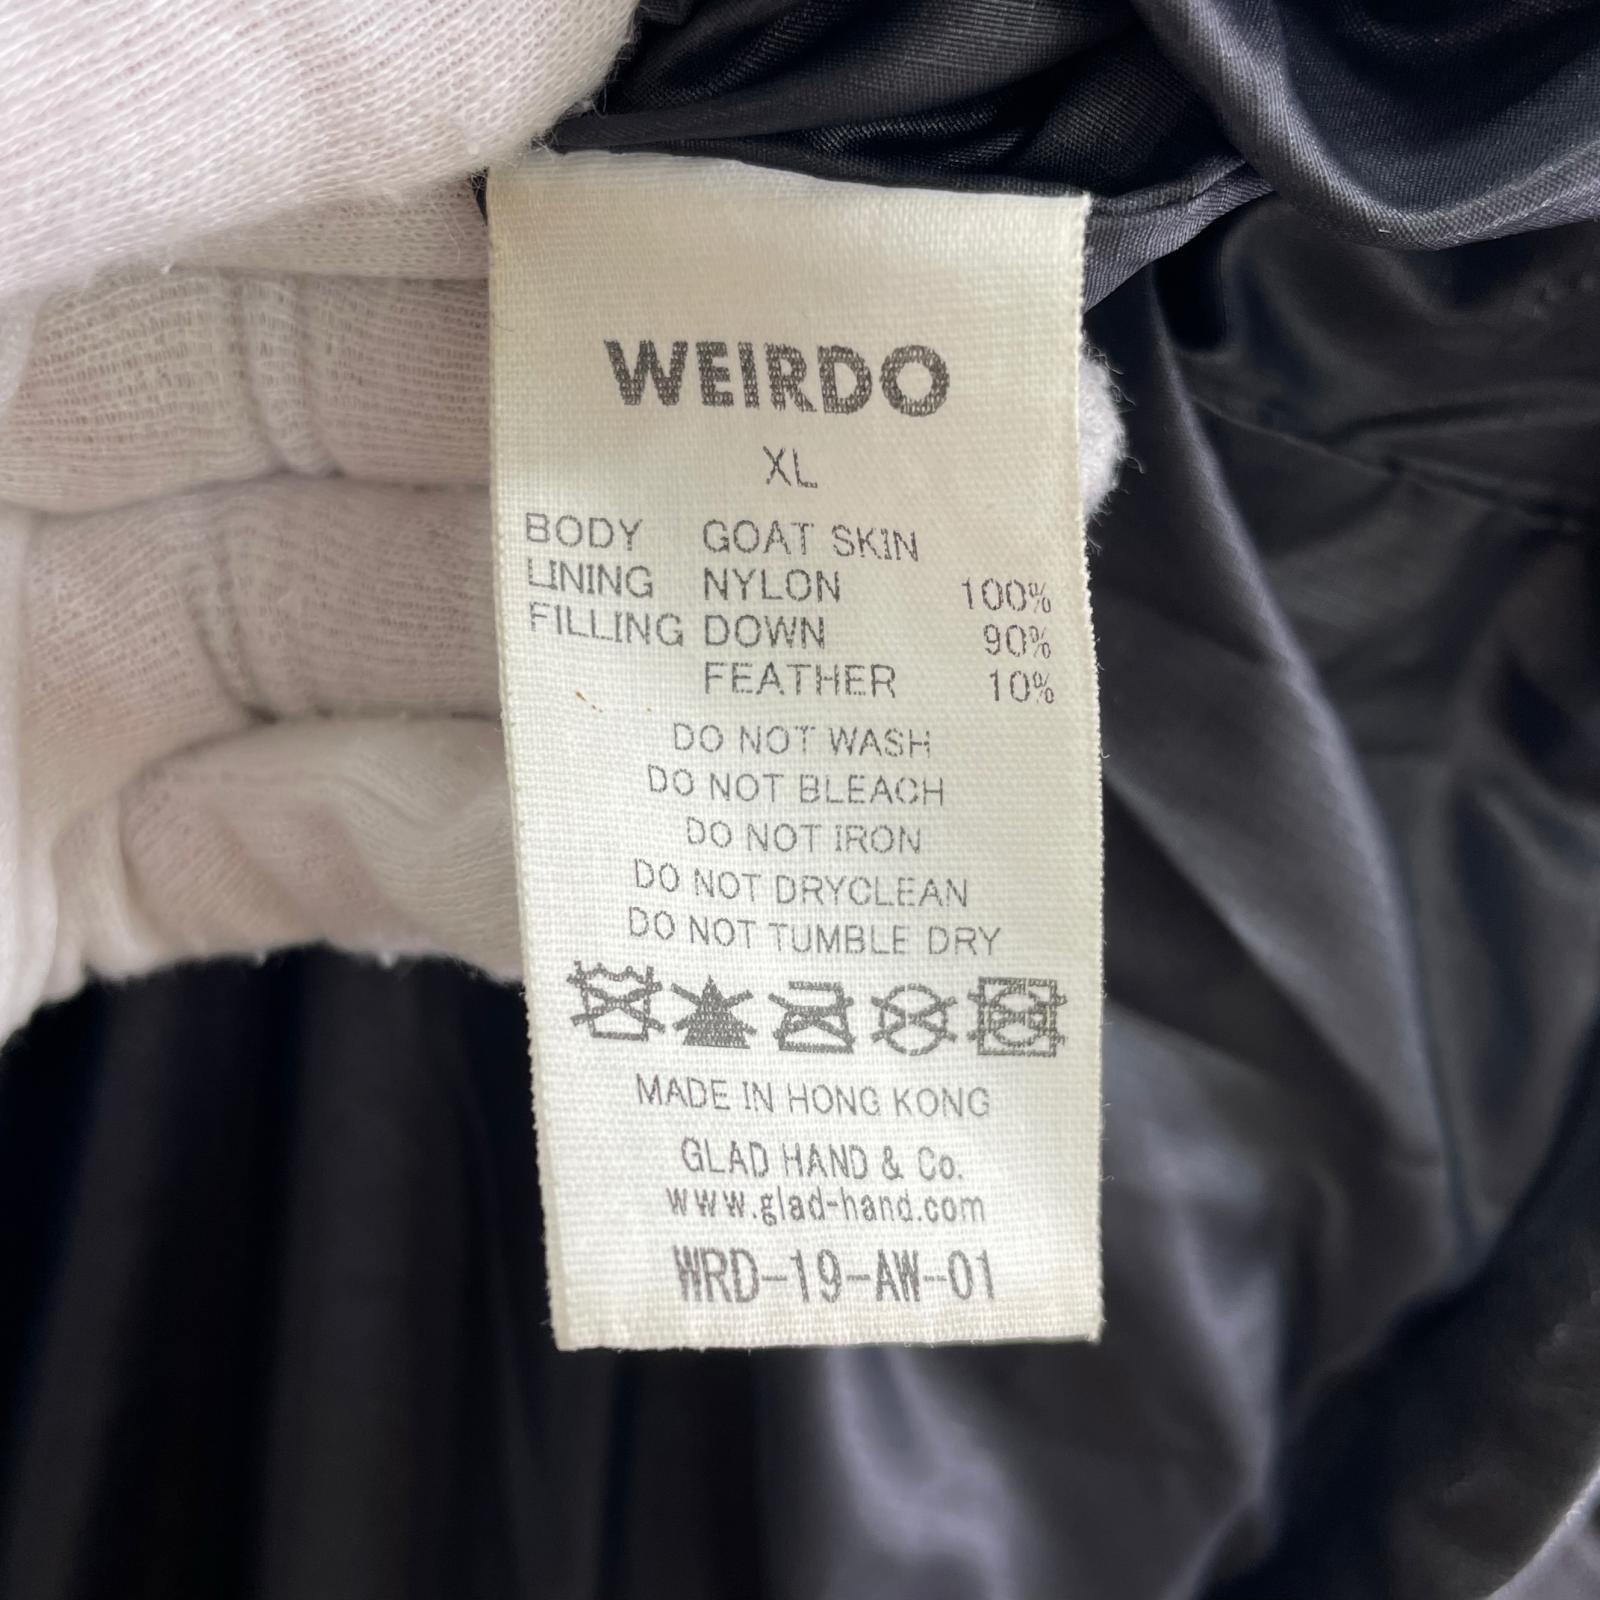 WEIRDO
XL
BODY GOAT SKIN
LINING NYLON 100%
FILLING DOWN 90%
FEATHER 10%
DO NOT WASH
DO NOT BLEACH
DO NOT IRON
DO NOT DRYCLEAN
DO NOT TUMBLE DRY
MADE IN HONG KONG
GLAD HAND & Co.
www.glad-hand.com
WRD-19-AW-01